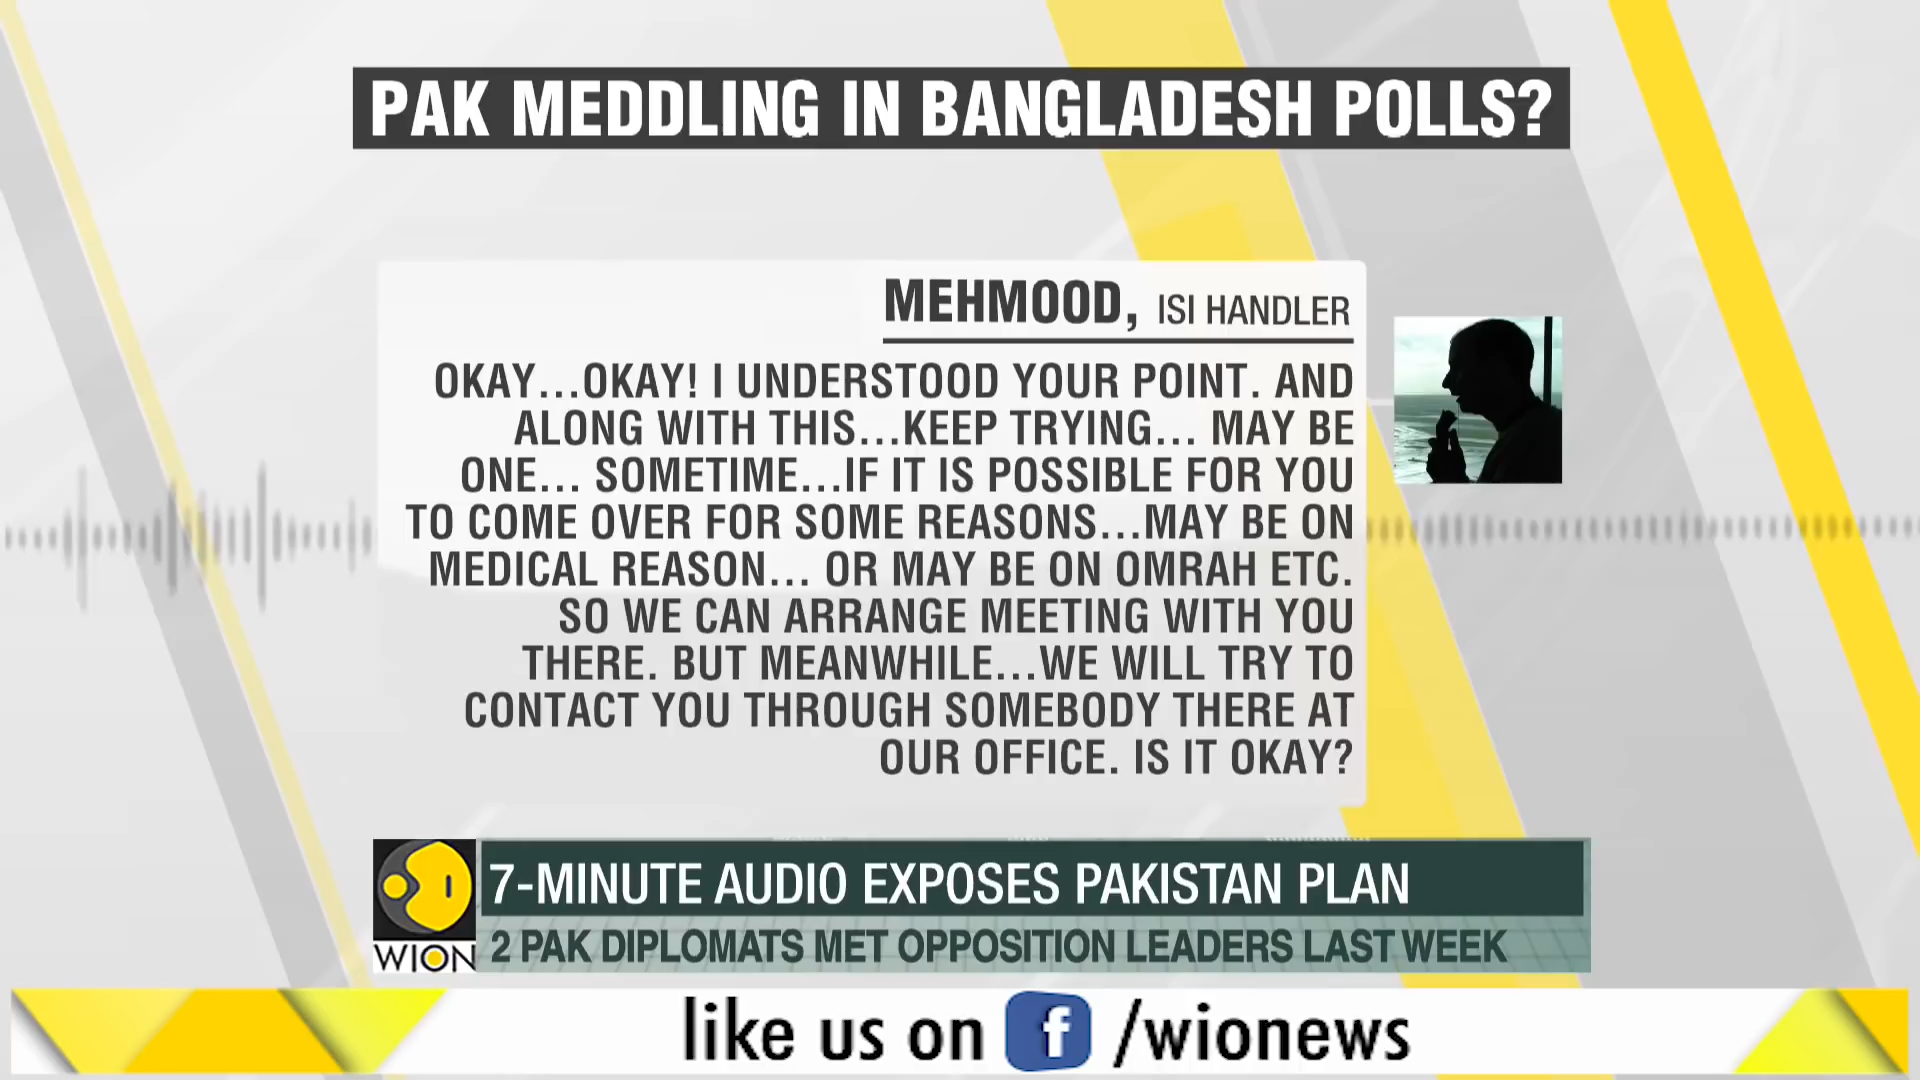 PAK MEDDLING IN BANGLADESH POLLS?
MEHMOOD, ISI HANDLER
OKAY...OKAY! I UNDERSTOOD YOUR POINT. AND
ALONG WITH THIS...KEEP TRYING... MAY BE
ONE... SOMETIME...IF IT IS POSSIBLE FOR YOU
TO COME OVER FOR SOME REASONS...MAY BE ON
MEDICAL REASON... OR MAY BE ON OMRAH ETC.
SO WE CAN ARRANGE MEETING WITH YOU
THERE. BUT MEANWHILE...WE WILL TRY TO
CONTACT YOU THROUGH SOMEBODY THERE AT
OUR OFFICE. IS IT OKAY?
7-MINUTE AUDIO EXPOSES PAKISTAN PLAN
2 PAK DIPLOMATS MET OPPOSITION LEADERS LAST WEEK
WION
like us on f /wionews